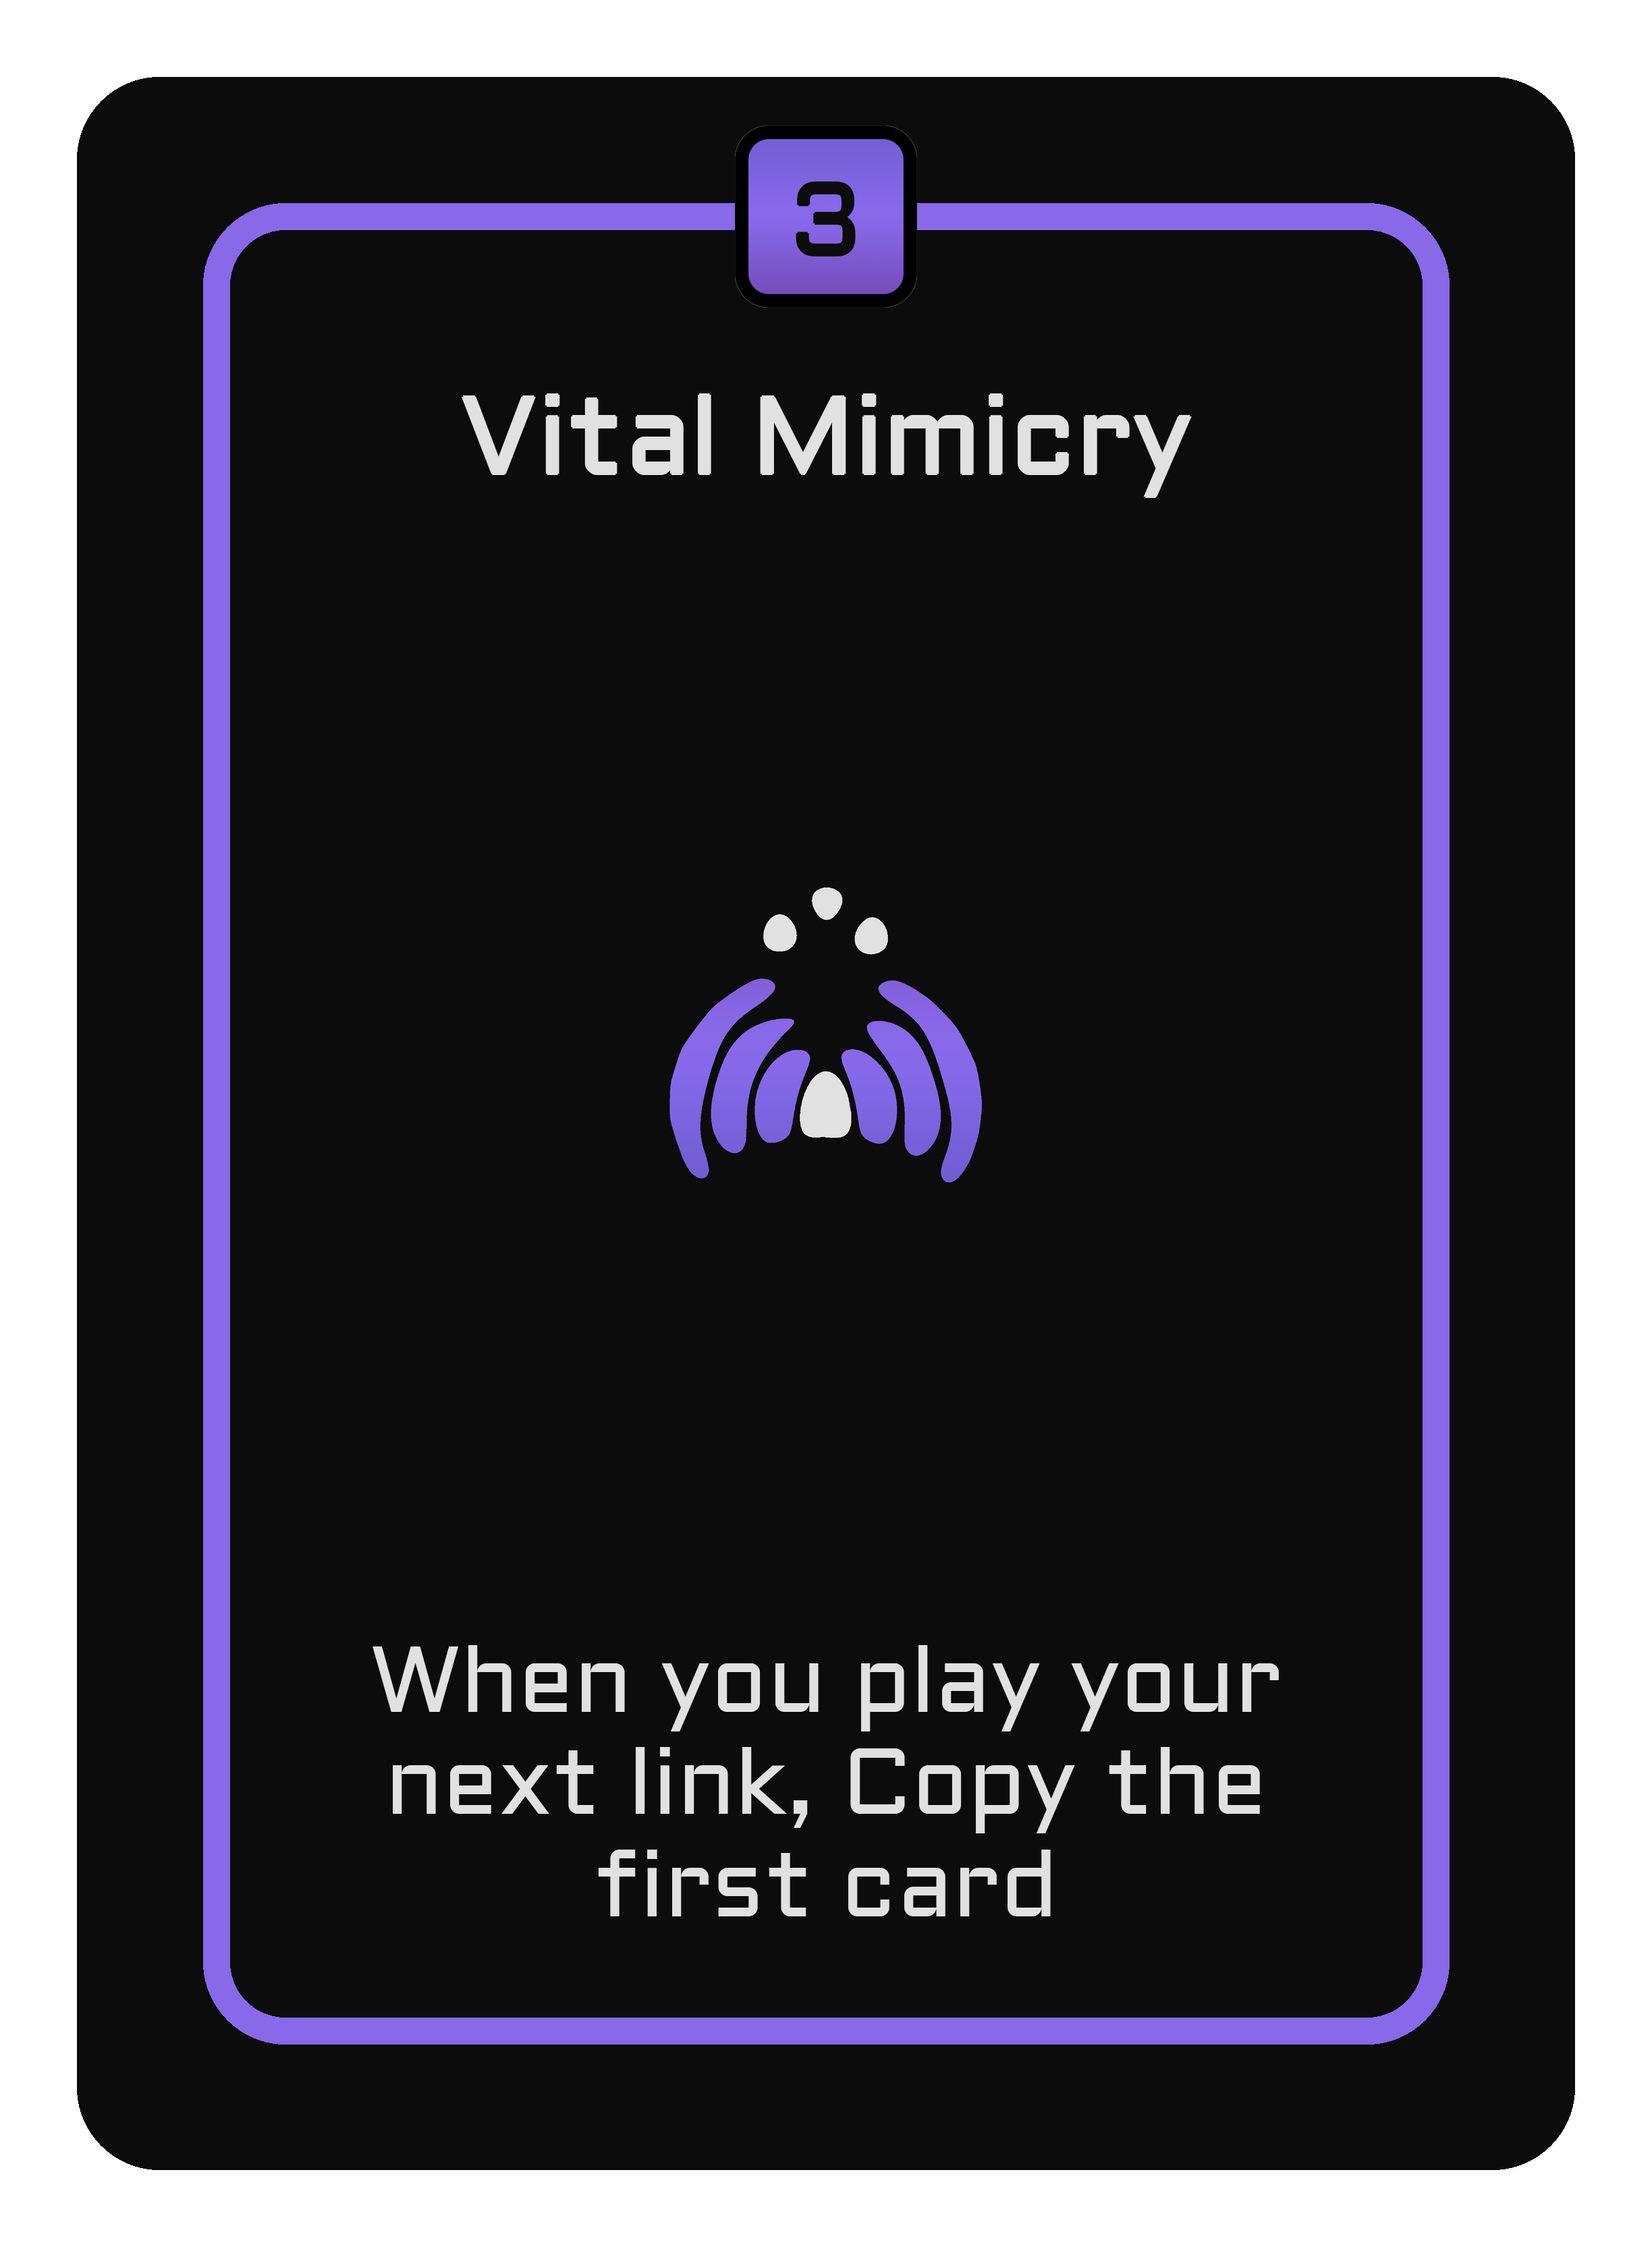 3
Vital Mimicry
When you play your
next link, Copy the
first card